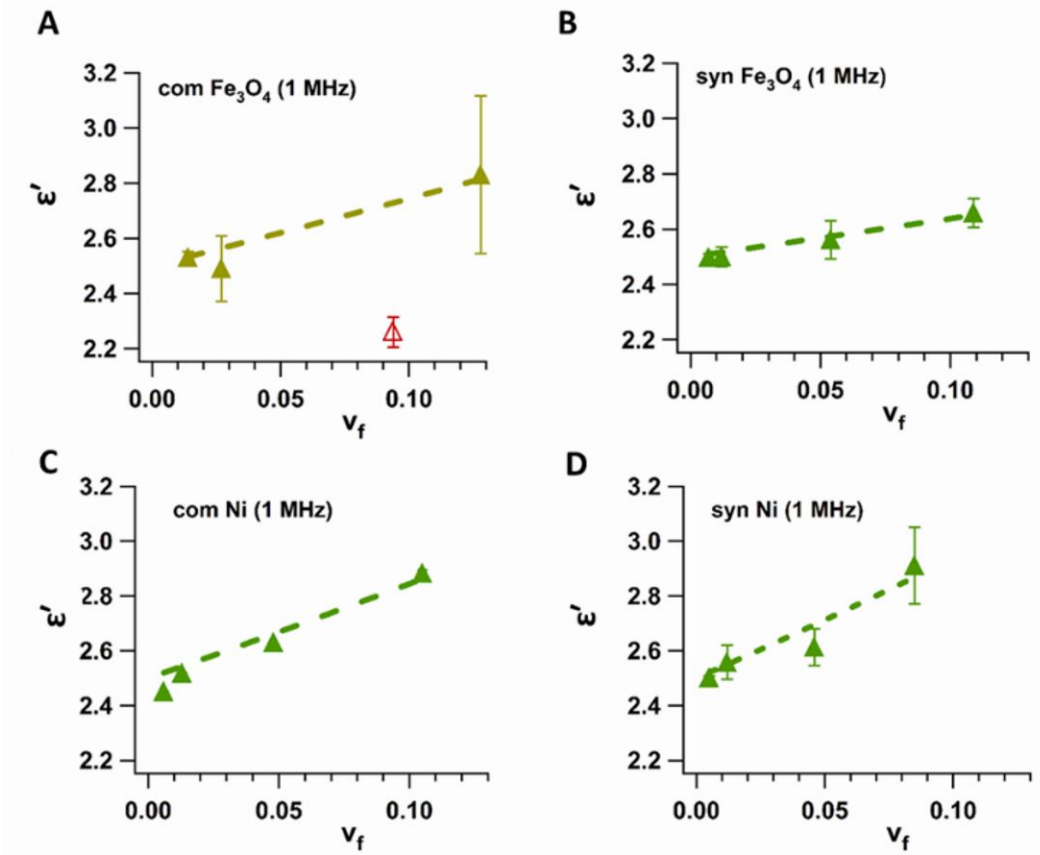 A
com Fe₃O₄ (1 MHz)
3.2
3.0
2.8
2.6
2.4
2.2
ε′
0.00 0.05 0.10
vf
B
syn Fe₃O₄ (1 MHz)
3.2
3.0
2.8
2.6
2.4
2.2
ε′
0.00 0.05 0.10
vf
C
com Ni (1 MHz)
3.2
3.0
2.8
2.6
2.4
2.2
ε′
0.00 0.05 0.10
vf
D
syn Ni (1 MHz)
3.2
3.0
2.8
2.6
2.4
2.2
ε′
0.00 0.05 0.10
vf